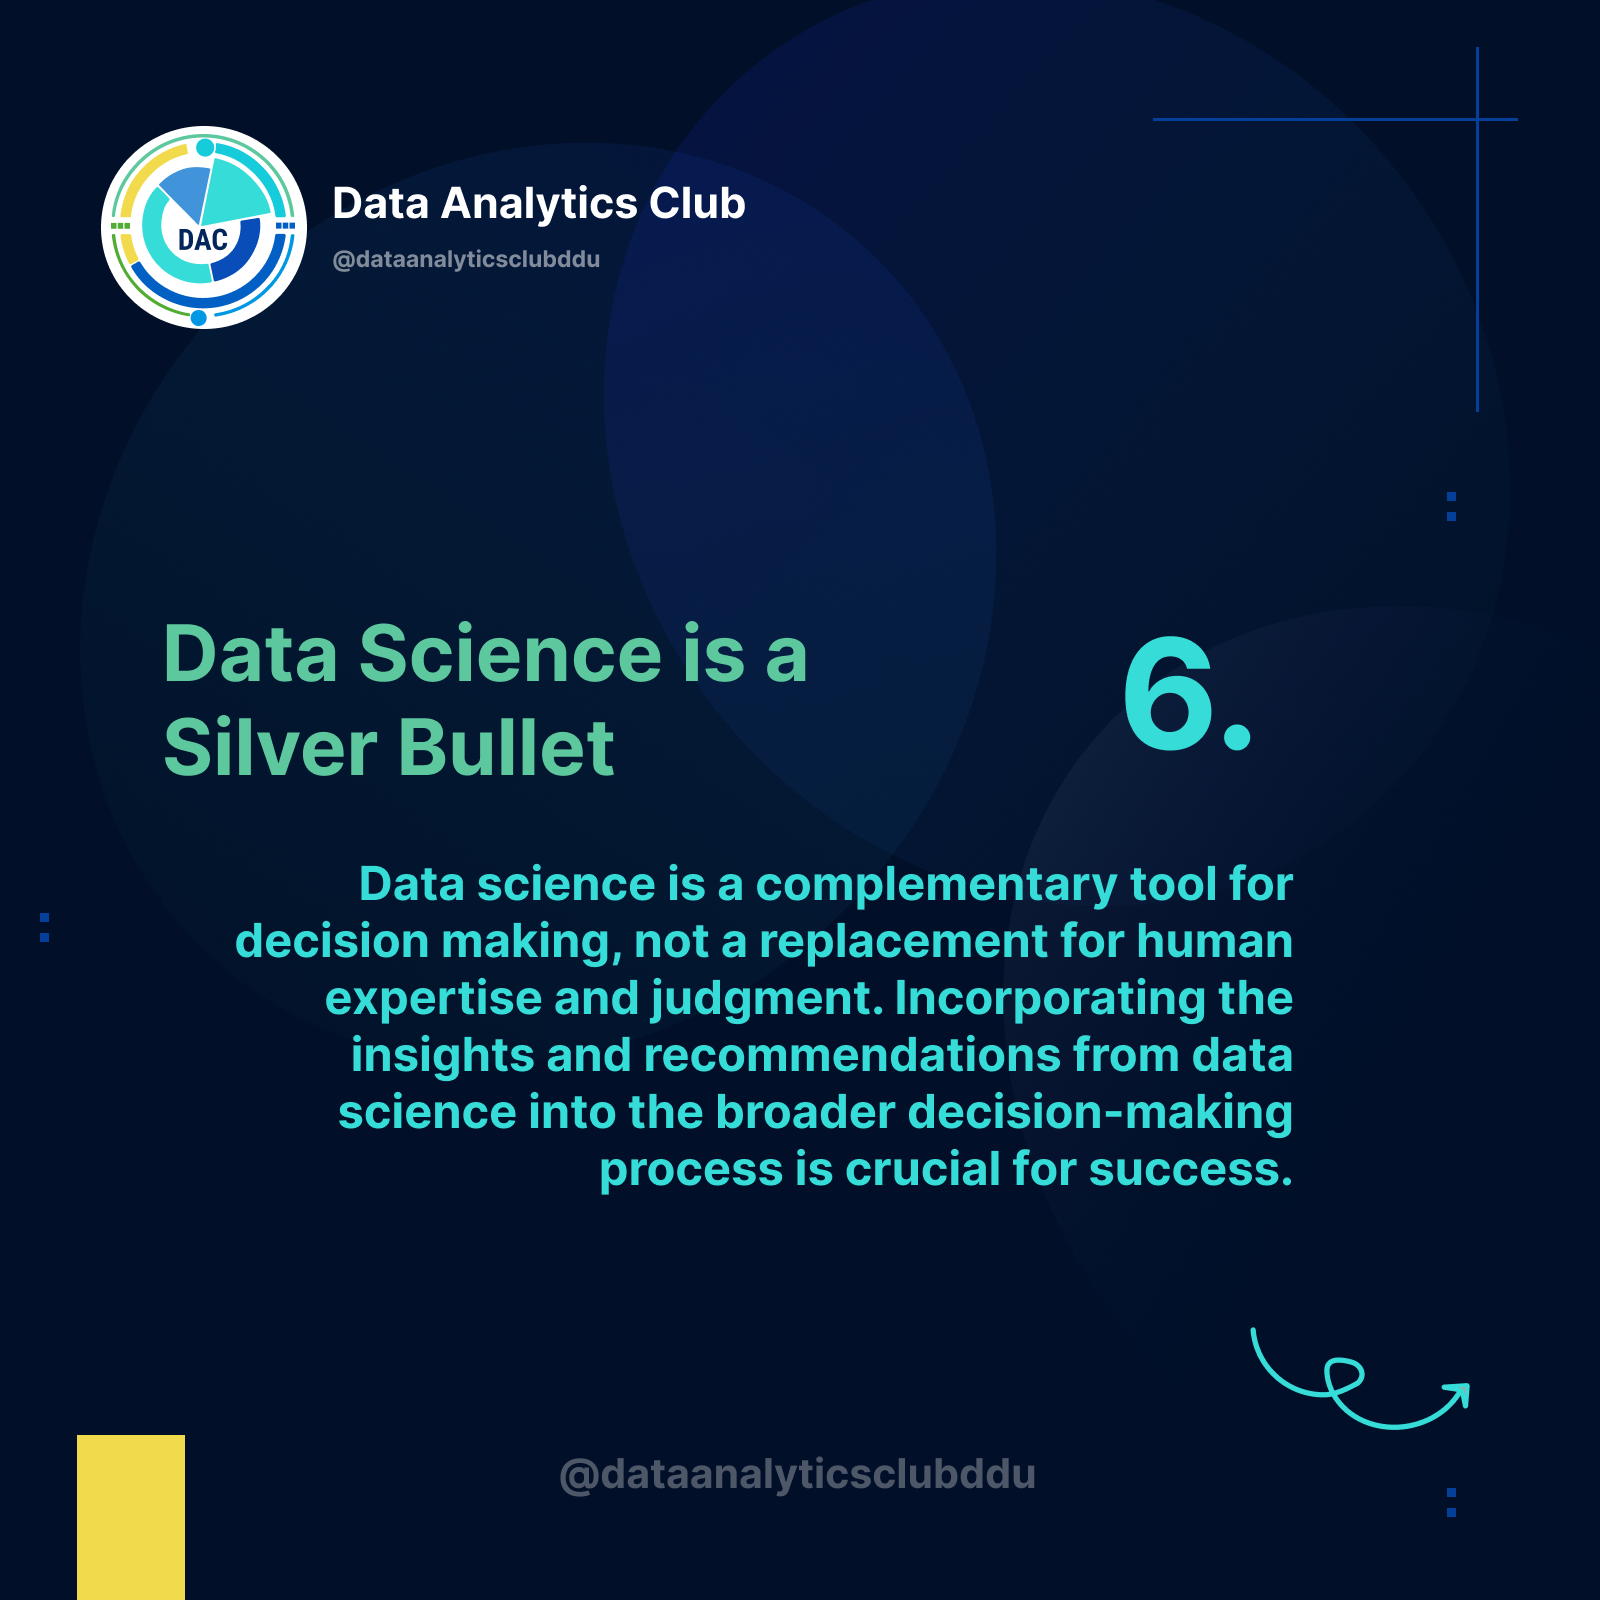 DAC
Data Analytics Club
@dataanalyticsclubddu
Data Science is a
Silver Bullet
6.
Data science is a complementary tool for
decision making, not a replacement for human
expertise and judgment. Incorporating the
insights and recommendations from data
science into the broader decision-making
process is crucial for success.
@dataanalyticsclubddu